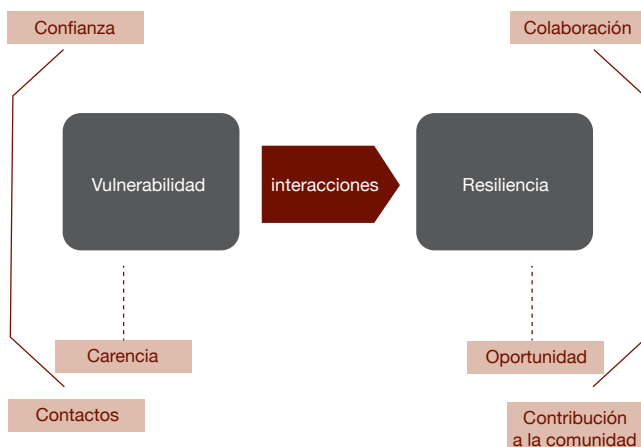 Confianza
Colaboración
Vulnerabilidad
interacciones
Resiliencia
Carencia
Oportunidad
Contactos
Contribución
a la comunidad